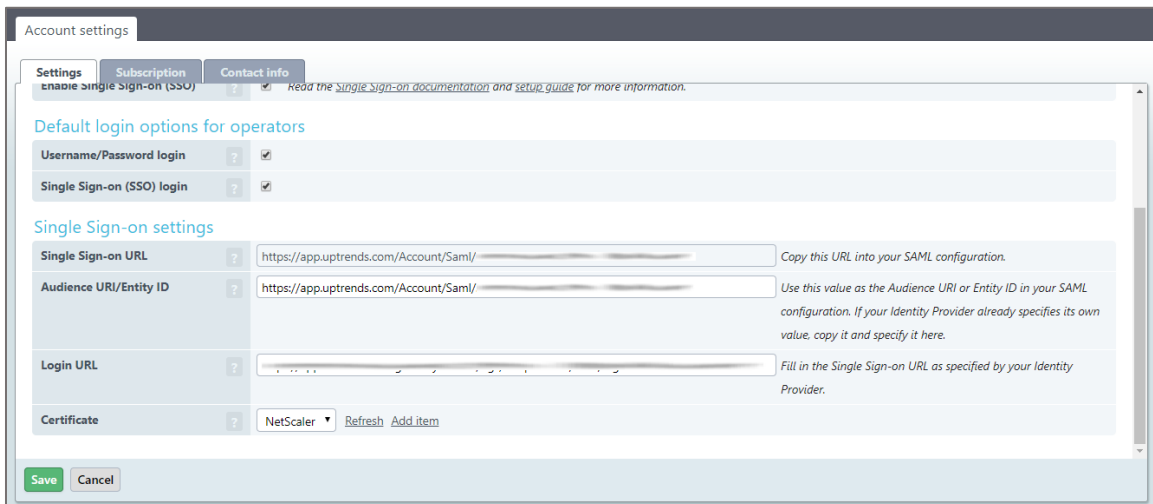 Account settings
Settings Subscription Contact info
Enable Single Sign-on (SSO) ? Read the Single Sign-on documentation and setup guide for more information.
Default login options for operators
Username/Password login ?
Single Sign-on (SSO) login ?
Single Sign-on settings
Single Sign-on URL ? https://app.uptrends.com/Account/Saml/ Copy this URL into your SAML configuration.
Audience URI/Entity ID ? https://app.uptrends.com/Account/Saml/ Use this value as the Audience URI or Entity ID in your SAML
configuration. If your Identity Provider already specifies its own
value, copy it and specify it here.
Login URL ? Fill in the Single Sign-on URL as specified by your Identity
Provider.
Certificate ? NetScaler Refresh Add item
Save Cancel